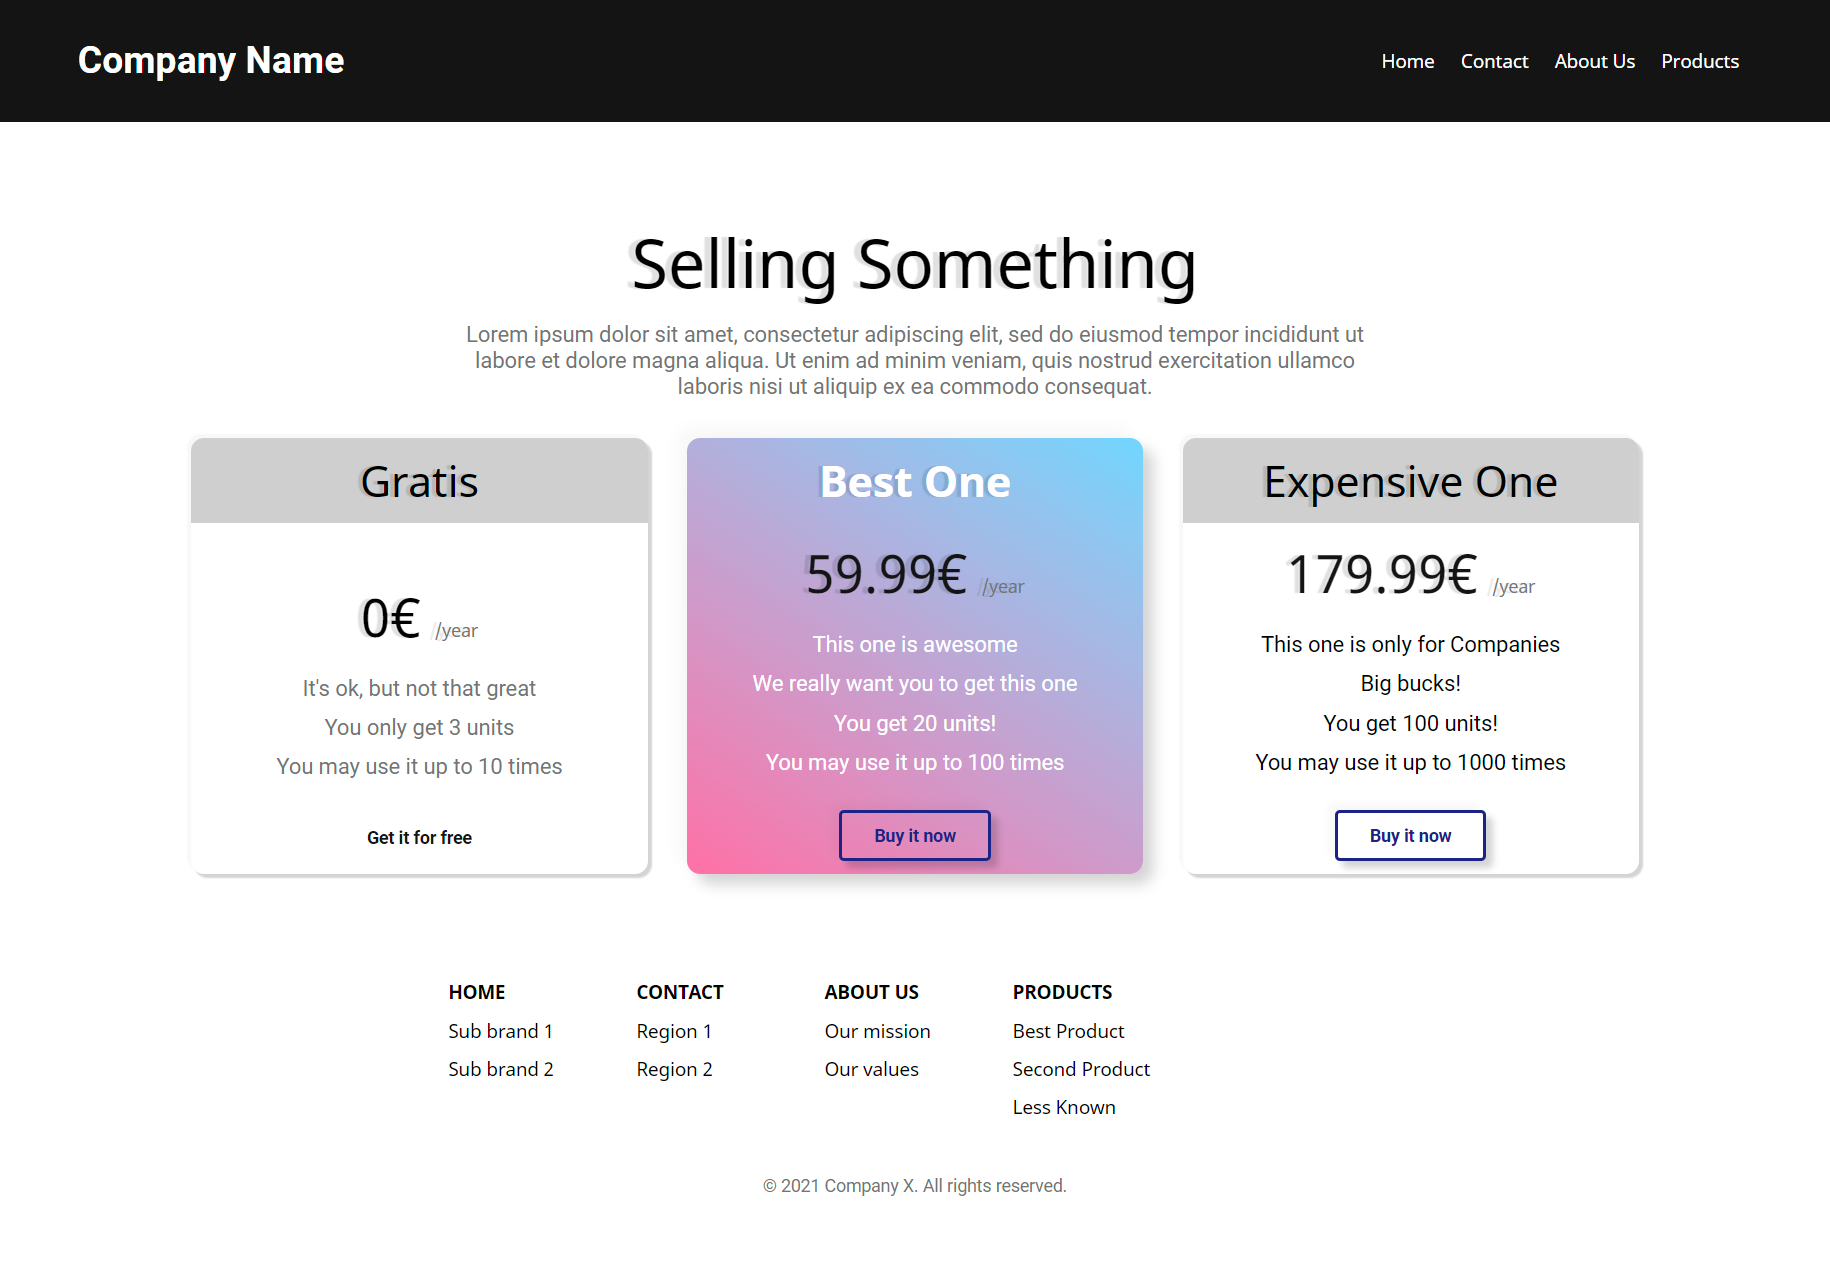 Company Name
Home Contact About Us Products
Selling Something
Lorem ipsum dolor sit amet, consectetur adipiscing elit, sed do eiusmod tempor incididunt ut
labore et dolore magna aliqua. Ut enim ad minim veniam, quis nostrud exercitation ullamco
laboris nisi ut aliquip ex ea commodo consequat.
Gratis
0€ //year
It's ok, but not that great
You only get 3 units
You may use it up to 10 times
Get it for free
Best One
59.99€ //year
This one is awesome
We really want you to get this one
You get 20 units!
You may use it up to 100 times
Buy it now
Expensive One
179.99€ //year
This one is only for Companies
Big bucks!
You get 100 units!
You may use it up to 1000 times
Buy it now
HOME
Sub brand 1
Sub brand 2
CONTACT
Region 1
Region 2
ABOUT US
Our mission
Our values
PRODUCTS
Best Product
Second Product
Less Known
© 2021 Company X. All rights reserved.